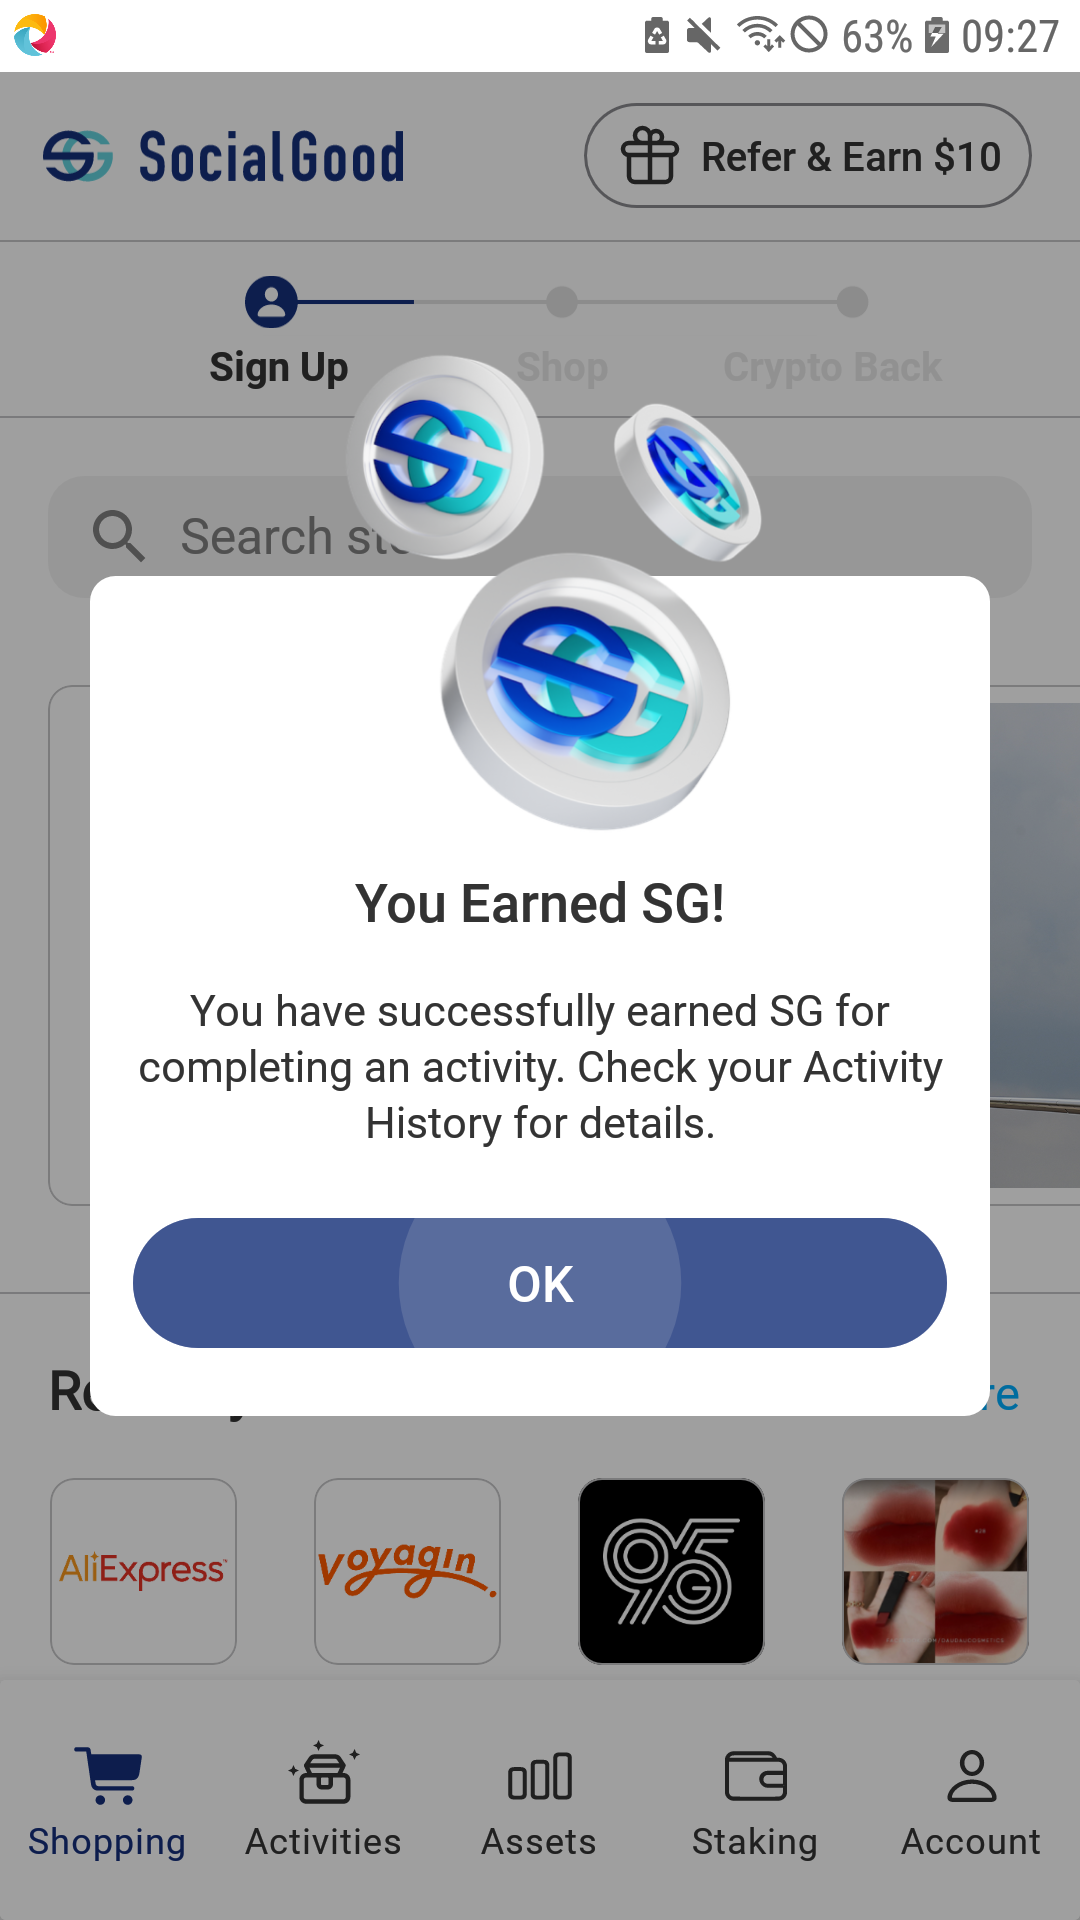 63% 09:27
SocialGood
Refer & Earn $10
Sign Up
Shop
Crypto Back
Search
You Earned SG!
You have successfully earned SG for
completing an activity. Check your Activity
History for details.
OK
AliExpress
voyagin
95
G
Shopping
Activities
Assets
Staking
Account